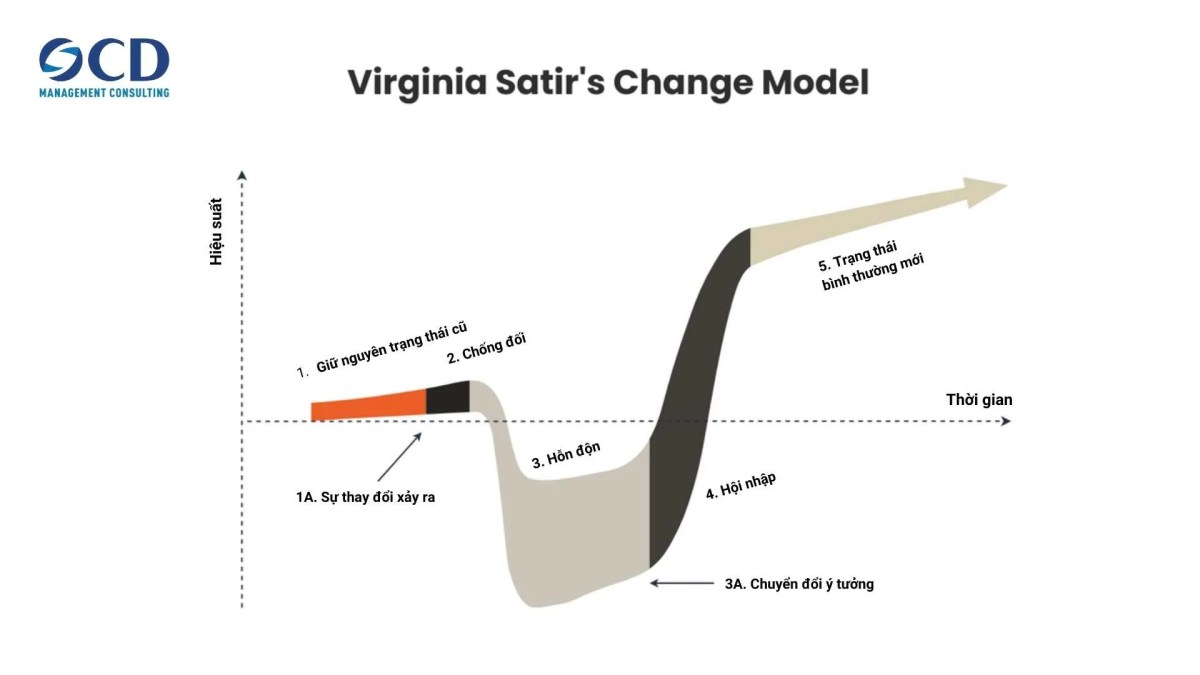 OCD
MANAGEMENT CONSULTING
Virginia Satir's Change Model
Hiệu suất
1. Giữ nguyên trạng thái cũ
2. Chống đối
5. Trạng thái
bình thường mới
Thời gian
3. Hỗn độn
1A. Sự thay đổi xảy ra
4. Hội nhập
3A. Chuyển đổi ý tưởng